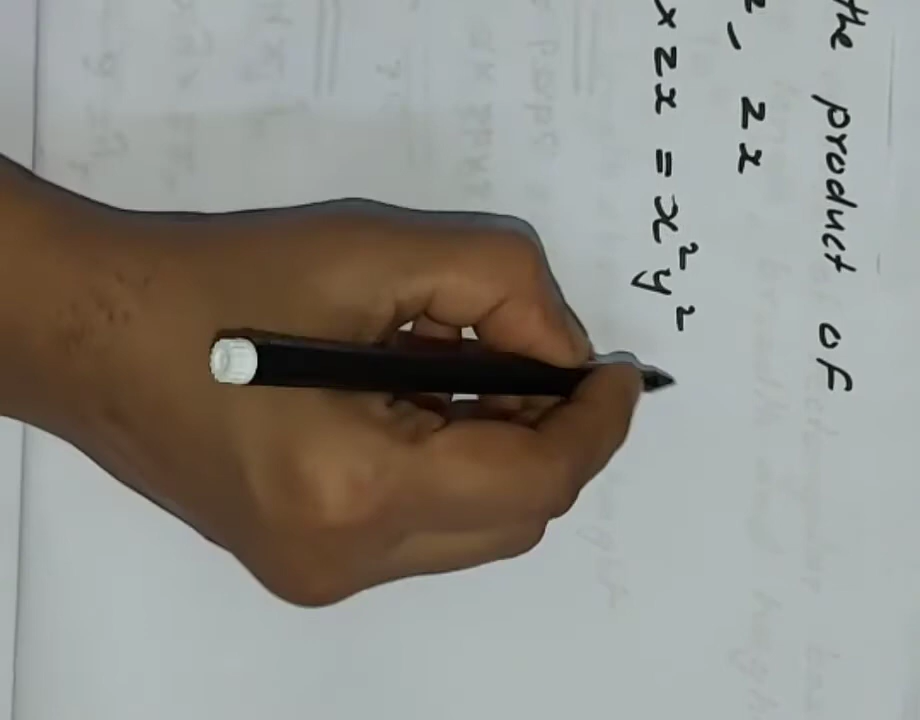 the product of
, 2x
× 2x = x²y²